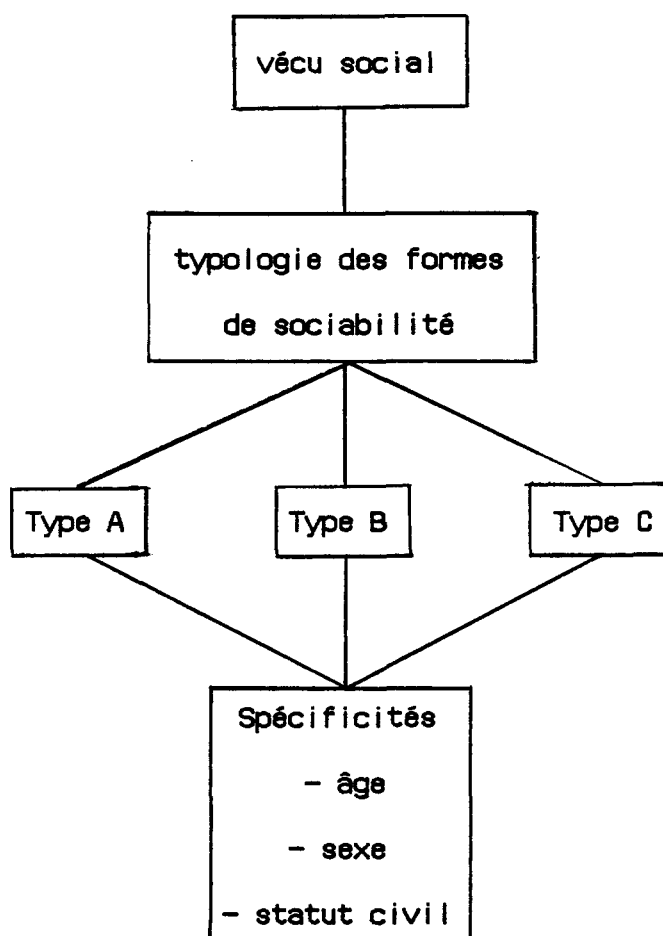 vécu social
typologie des formes
de sociabilité
Type A
Type B
Type C
Spécificités
- âge
- sexe
- statut civil